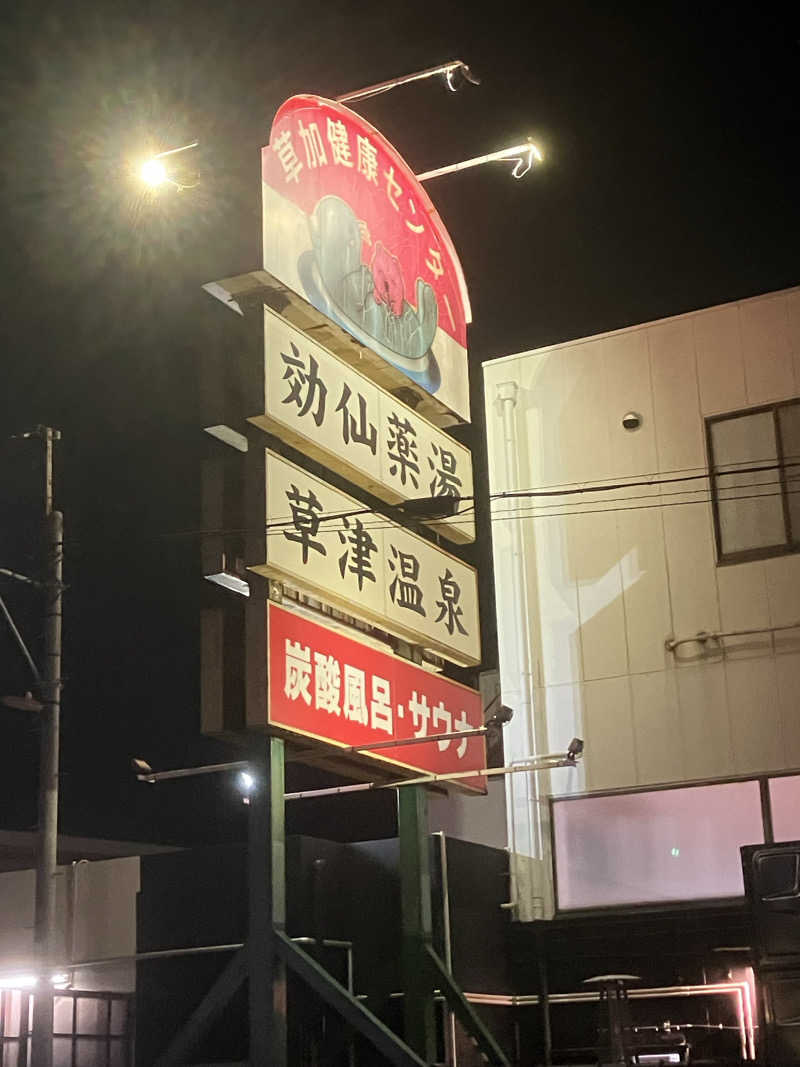 草加健康センター
効仙薬湯
草津温泉
炭酸風呂·サウナ